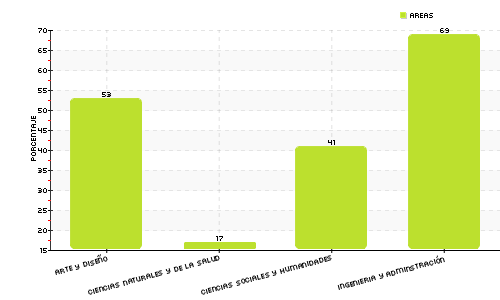 AREAS
PORCENTAJE
70
65
60
55
50
45
40
35
30
25
20
15
53
17
41
69
ARTE Y DISEÑO
CIENCIAS NATURALES Y DE LA SALUD
CIENCIAS SOCIALES Y HUMANIDADES
INGENIERIA Y ADMINSTRACIÓN